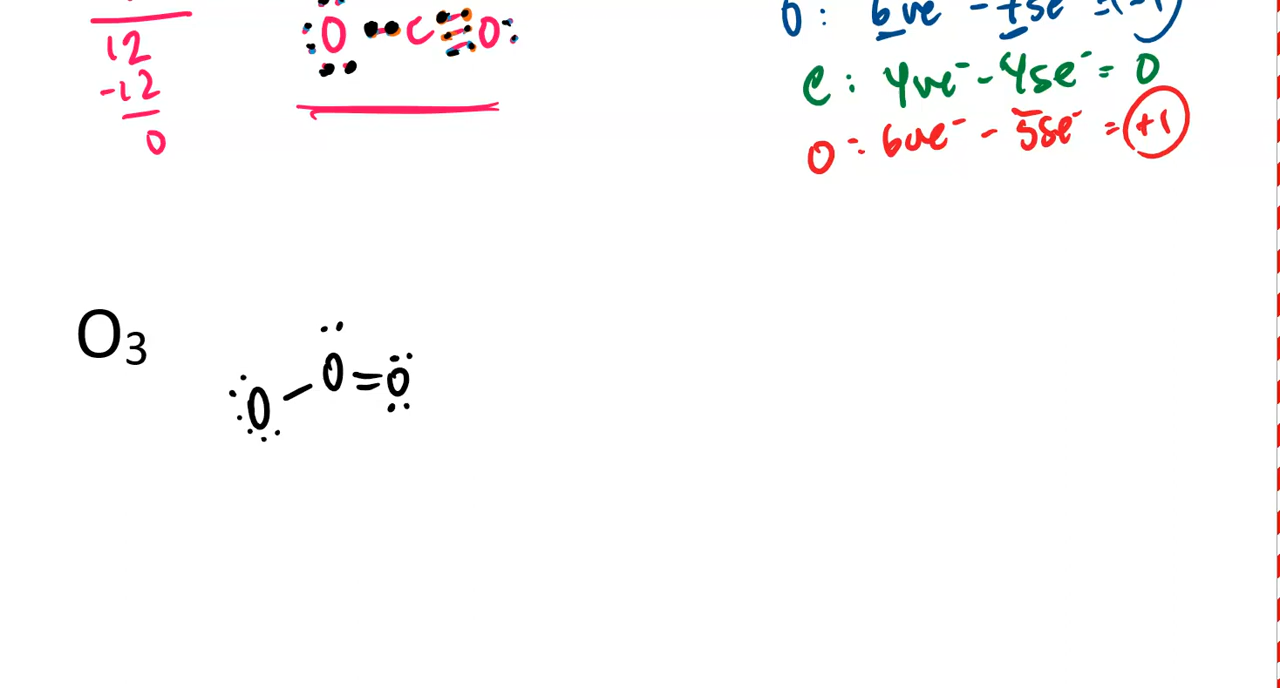 12
-12
0
:O̤ •• C ⋮⋮ O:
O: 6ve - 7se = (-1)
C: 4ve⁻ - 4se⁻ = 0
O: 6ve⁻ - 5se⁻ = +1
O₃
O - O = O